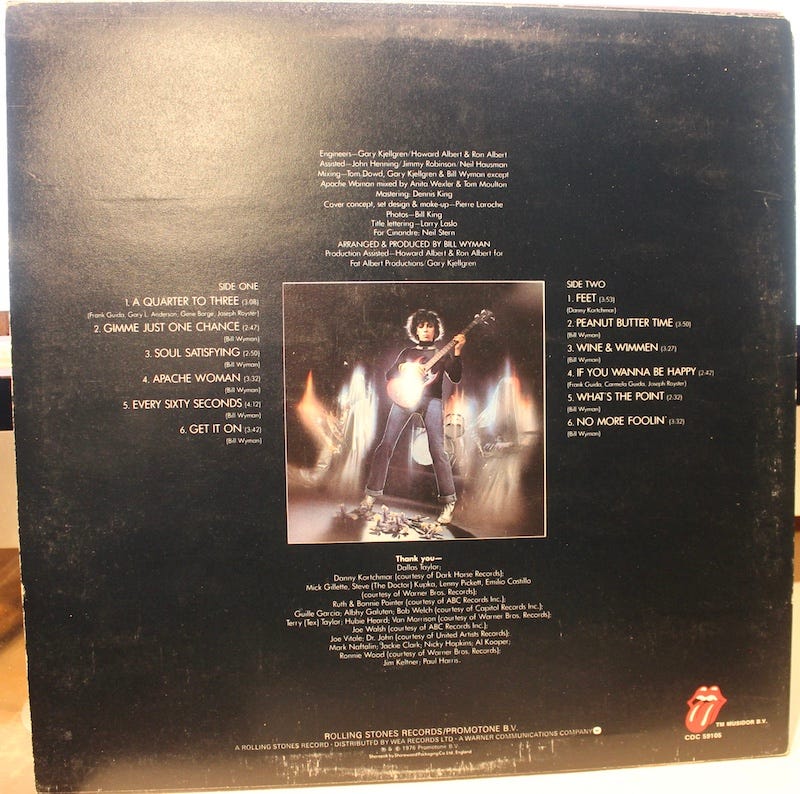 Engineers—Gary Kjellgren/Howard Albert & Ron Albert
Assisted—John Henning/Jimmy Robinson/Neil Hausman
Mixing—Tom Dowd, Gary Kjellgren & Bill Wyman except
Apache Woman mixed by Anita Wexler & Tom Moulton
Mastering: Dennis King
Cover concept, set design & make-up—Pierre Laroche
Photos—Bill King
Title lettering—Larry Laslo
For Cinandre: Neil Stern
ARRANGED & PRODUCED BY BILL WYMAN
Production Assisted—Howard Albert & Ron Albert for
Fat Albert Productions/Gary Kjellgren
SIDE ONE
1. A QUARTER TO THREE (3:08)
(Frank Guida, Gary L. Anderson, Gene Barge, Joseph Royster)
2. GIMME JUST ONE CHANCE (2:47)
(Bill Wyman)
3. SOUL SATISFYING (2:50)
(Bill Wyman)
4. APACHE WOMAN (3:32)
(Bill Wyman)
5. EVERY SIXTY SECONDS (4:12)
(Bill Wyman)
6. GET IT ON (3:42)
(Bill Wyman)
SIDE TWO
1. FEET (3:53)
(Danny Kortchmar)
2. PEANUT BUTTER TIME (3:50)
(Bill Wyman)
3. WINE & WIMMEN (3:27)
(Bill Wyman)
4. IF YOU WANNA BE HAPPY (2:47)
(Frank Guida, Carmela Guida, Joseph Royster)
5. WHAT'S THE POINT (2:32)
(Bill Wyman)
6. NO MORE FOOLIN' (3:32)
(Bill Wyman)
Thank you—
Dallas Taylor;
Danny Kortchmar (courtesy of Dark Horse Records);
Mick Gillette, Steve (The Doctor) Kupka, Lenny Pickett, Emilio Castillo
(courtesy of Warner Bros. Records);
Ruth & Bonnie Pointer (courtesy of ABC Records Inc.);
Guille Garcia; Albhy Galuten; Bob Welch (courtesy of Capitol Records Inc.);
Terry (Tex) Taylor; Hubie Heard; Van Morrison (courtesy of Warner Bros. Records);
Joe Walsh (courtesy of ABC Records Inc.);
Joe Vitale; Dr. John (courtesy of United Artists Records);
Mark Naftalin; Jackie Clark; Nicky Hopkins; Al Kooper;
Ronnie Wood (courtesy of Warner Bros. Records);
Jim Keltner; Paul Harris.
ROLLING STONES RECORDS/PROMOTONE B.V.
A ROLLING STONES RECORD · DISTRIBUTED BY WEA RECORDS LTD · A WARNER COMMUNICATIONS COMPANY
℗ & © 1976 Promotone B.V.
Sleeve pk by Shorewood Packaging Co Ltd, England
TM MUSIDOR B.V.
COC 59105